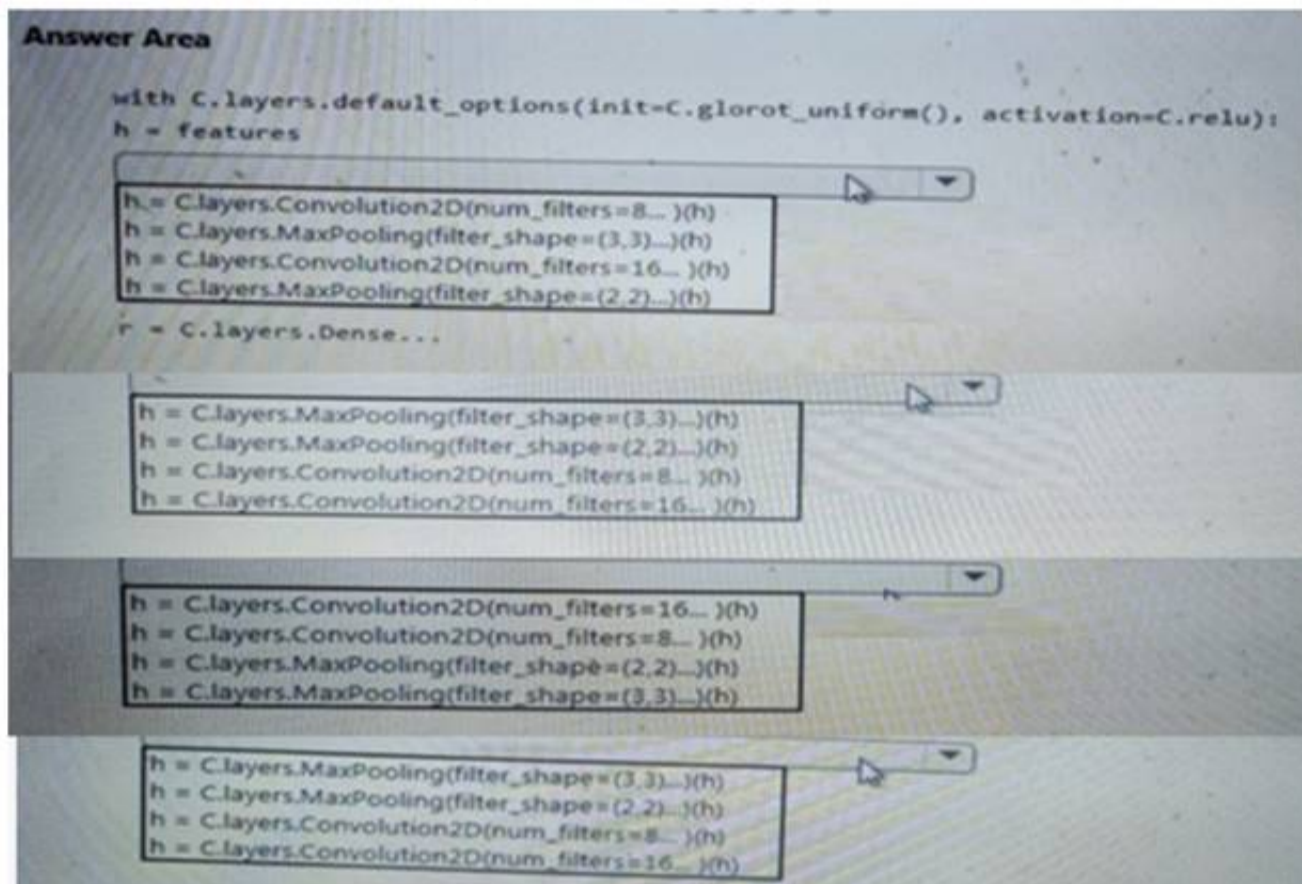 Answer Area
with C.layers.default_options(init=C.glorot_uniform(), activation=C.relu):
h = features
h = C.layers.Convolution2D(num_filters=8... )(h)
h = C.layers.MaxPooling(filter_shape=(3,3)...)(h)
h = C.layers.Convolution2D(num_filters=16... )(h)
h = C.layers.MaxPooling(filter_shape=(2,2)...)(h)
r = C.layers.Dense...
h = C.layers.MaxPooling(filter_shape=(3,3)...)(h)
h = C.layers.MaxPooling(filter_shape=(2,2)...)(h)
h = C.layers.Convolution2D(num_filters=8... )(h)
h = C.layers.Convolution2D(num_filters=16... )(h)
h = C.layers.Convolution2D(num_filters=16... )(h)
h = C.layers.Convolution2D(num_filters=8... )(h)
h = C.layers.MaxPooling(filter_shape=(2,2)...)(h)
h = C.layers.MaxPooling(filter_shape=(3,3)...)(h)
h = C.layers.MaxPooling(filter_shape=(3,3)...)(h)
h = C.layers.MaxPooling(filter_shape=(2,2)...)(h)
h = C.layers.Convolution2D(num_filters=8... )(h)
h = C.layers.Convolution2D(num_filters=16... )(h)